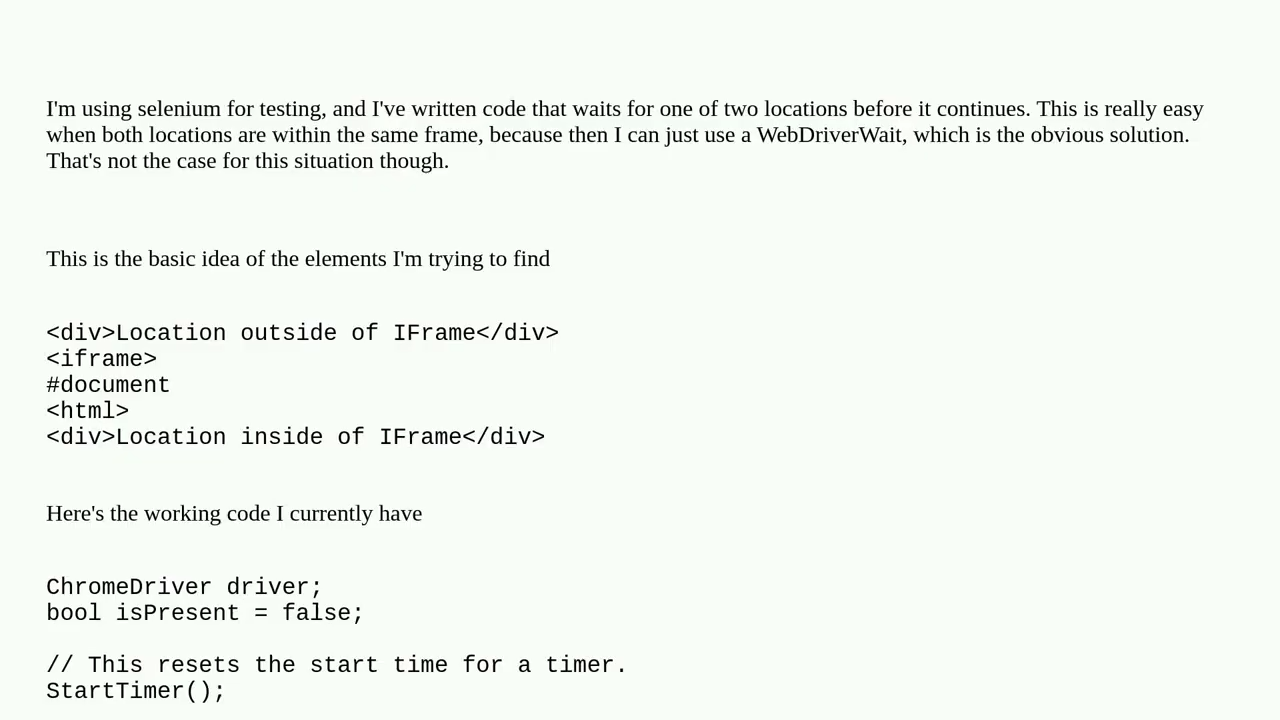 I'm using selenium for testing, and I've written code that waits for one of two locations before it continues. This is really easy
when both locations are within the same frame, because then I can just use a WebDriverWait, which is the obvious solution.
That's not the case for this situation though.
This is the basic idea of the elements I'm trying to find
<div>Location outside of IFrame</div>
<iframe>
#document
<html>
<div>Location inside of IFrame</div>
Here's the working code I currently have
ChromeDriver driver;
bool isPresent = false;
// This resets the start time for a timer.
StartTimer();